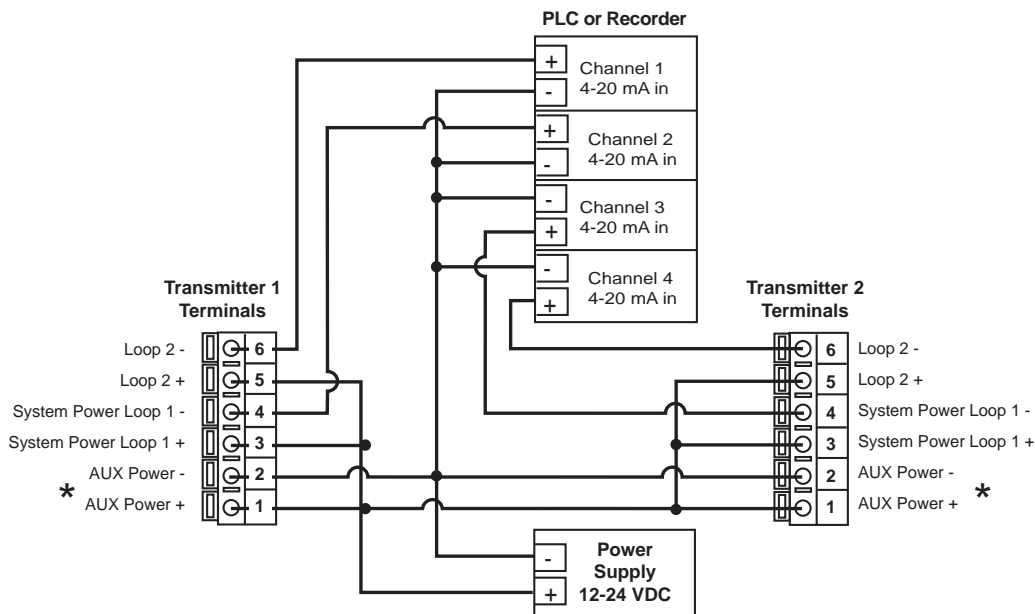 PLC or Recorder
+
Channel 1
4-20 mA in
-
+
Channel 2
4-20 mA in
-
-
Channel 3
4-20 mA in
+
-
Channel 4
4-20 mA in
+
Transmitter 1
Terminals
Loop 2 - 6
Loop 2 + 5
System Power Loop 1 - 4
System Power Loop 1 + 3
AUX Power - 2
* AUX Power + 1
Transmitter 2
Terminals
6 Loop 2 -
5 Loop 2 +
4 System Power Loop 1 -
3 System Power Loop 1 +
2 AUX Power -
1 AUX Power + *
-
+
Power
Supply
12-24 VDC